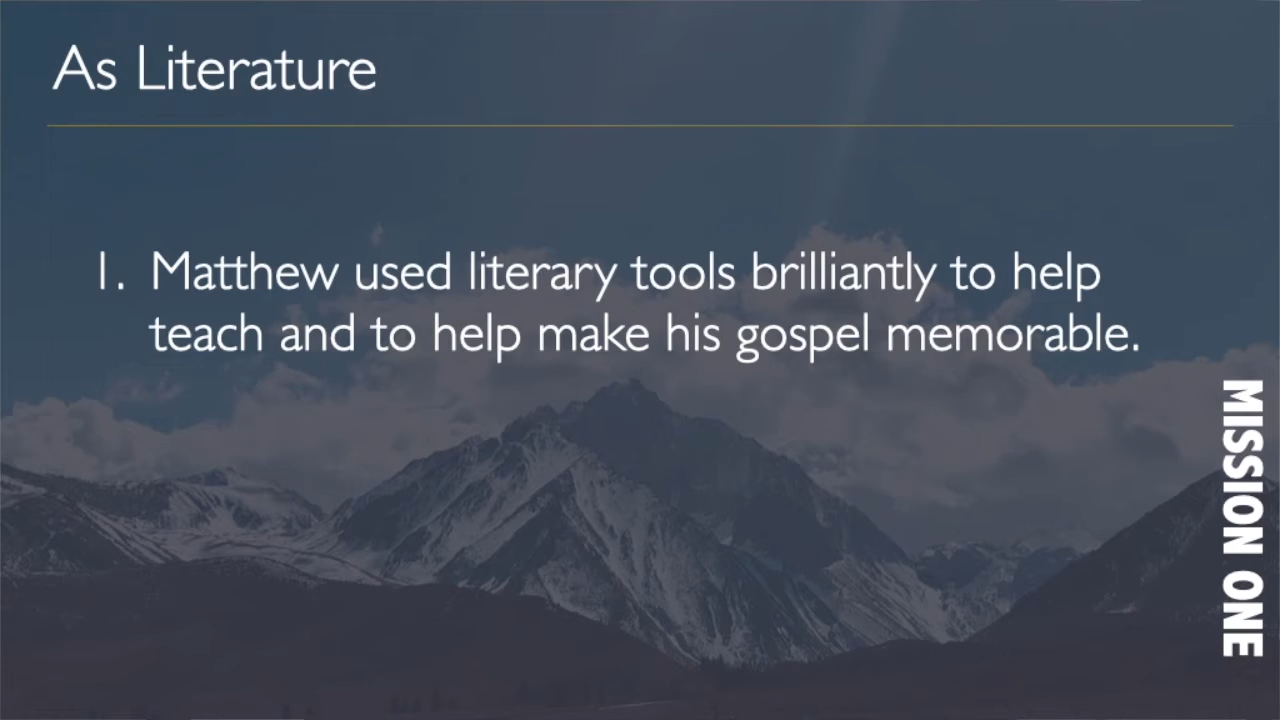 As Literature
1. Matthew used literary tools brilliantly to help
teach and to help make his gospel memorable.
MISSION ONE